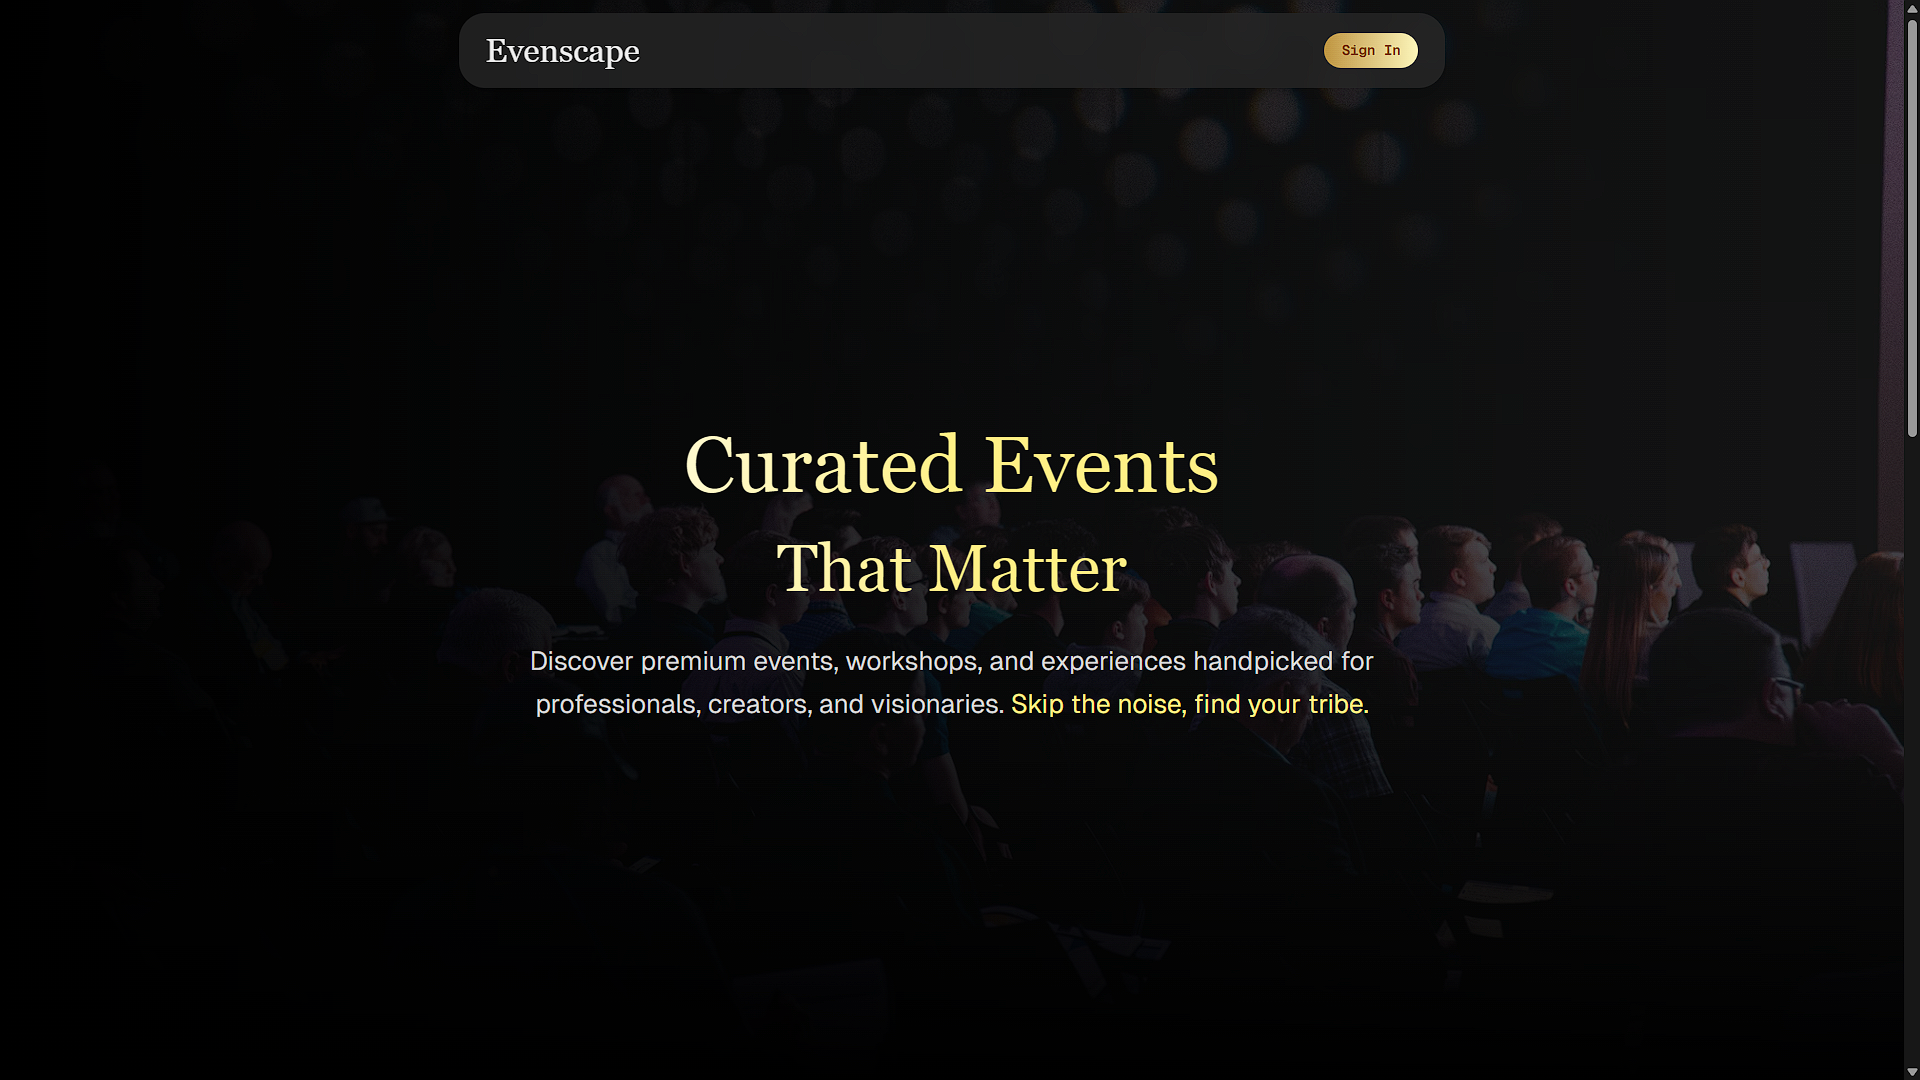 Evenscape
Sign In
Curated Events
That Matter
Discover premium events, workshops, and experiences handpicked for
professionals, creators, and visionaries. Skip the noise, find your tribe.